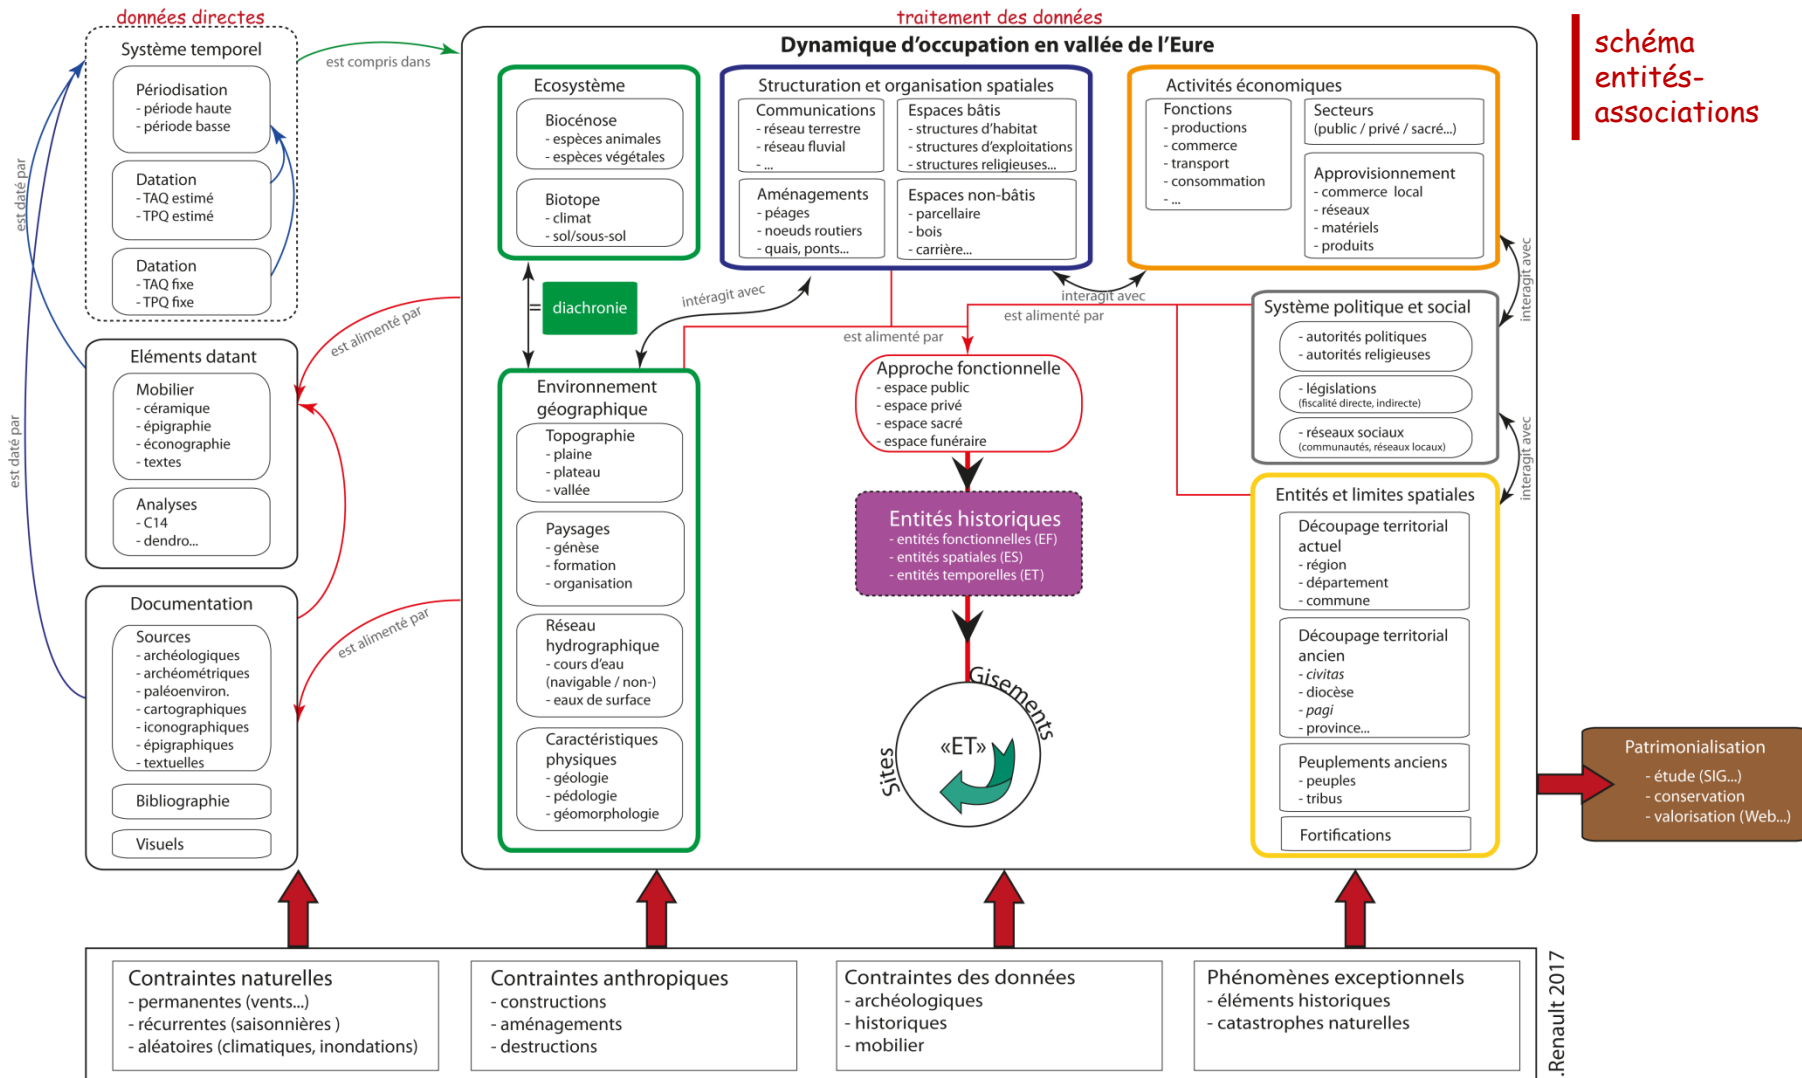 données directes
traitement des données
schéma
entités-
associations
Système temporel
Périodisation
- période haute
- période basse
Datation
- TAQ estimé
- TPQ estimé
Datation
- TAQ fixe
- TPQ fixe
est daté par
est daté par
est compris dans
Eléments datant
Mobilier
- céramique
- épigraphie
- éconographie
- textes
Analyses
- C14
- dendro...
Documentation
Sources
- archéologiques
- archéométriques
- paléoenviron.
- cartographiques
- iconographiques
- épigraphiques
- textuelles
Bibliographie
Visuels
est alimenté par
est alimenté par
Dynamique d'occupation en vallée de l'Eure
Ecosystème
Biocénose
- espèces animales
- espèces végétales
Biotope
- climat
- sol/sous-sol
=
diachronie
intéragit avec
Environnement
géographique
Topographie
- plaine
- plateau
- vallée
Paysages
- génèse
- formation
- organisation
Réseau
hydrographique
- cours d'eau
(navigable / non-)
- eaux de surface
Caractéristiques
physiques
- géologie
- pédologie
- géomorphologie
Structuration et organisation spatiales
Communications
- réseau terrestre
- réseau fluvial
- ...
Espaces bâtis
- structures d'habitat
- structures d'exploitations
- structures religieuses...
Aménagements
- péages
- noeuds routiers
- quais, ponts...
Espaces non-bâtis
- parcellaire
- bois
- carrière...
interagit avec
Activités économiques
Fonctions
- productions
- commerce
- transport
- consommation
- ...
Secteurs
(public / privé / sacré...)
Approvisionnement
- commerce local
- réseaux
- matériels
- produits
interagit avec
est alimenté par
est alimenté par
Approche fonctionnelle
- espace public
- espace privé
- espace sacré
- espace funéraire
Entités historiques
- entités fonctionnelles (EF)
- entités spatiales (ES)
- entités temporelles (ET)
Sites
Gisements
«ET»
Système politique et social
- autorités politiques
- autorités religieuses
- législations
(fiscalité directe, indirecte)
- réseaux sociaux
(communautés, réseaux locaux)
interagit avec
Entités et limites spatiales
Découpage territorial
actuel
- région
- département
- commune
Découpage territorial
ancien
- civitas
- diocèse
- pagi
- province...
Peuplements anciens
- peuples
- tribus
Fortifications
Patrimonialisation
- étude (SIG...)
- conservation
- valorisation (Web...)
Contraintes naturelles
- permanentes (vents...)
- récurrentes (saisonnières )
- aléatoires (climatiques, inondations)
Contraintes anthropiques
- constructions
- aménagements
- destructions
Contraintes des données
- archéologiques
- historiques
- mobilier
Phénomènes exceptionnels
- éléments historiques
- catastrophes naturelles
.Renault 2017